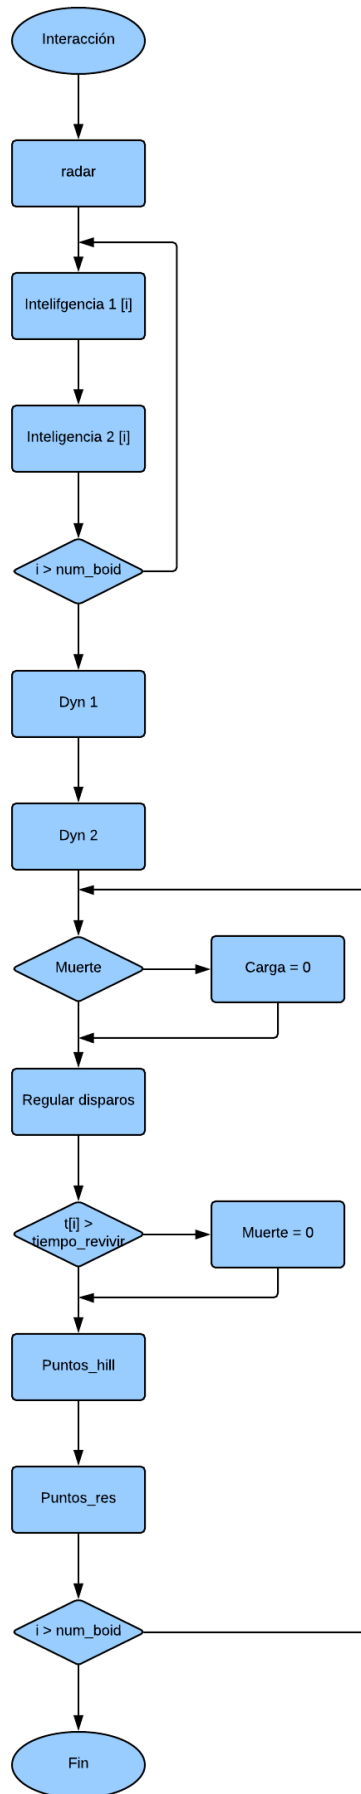 Interacción
radar
Intelifgencia 1 [i]
Inteligencia 2 [i]
i > num_boid
Dyn 1
Dyn 2
Muerte
Carga = 0
Regular disparos
t[i] >
tiempo_revivir
Muerte = 0
Puntos_hill
Puntos_res
i > num_boid
Fin